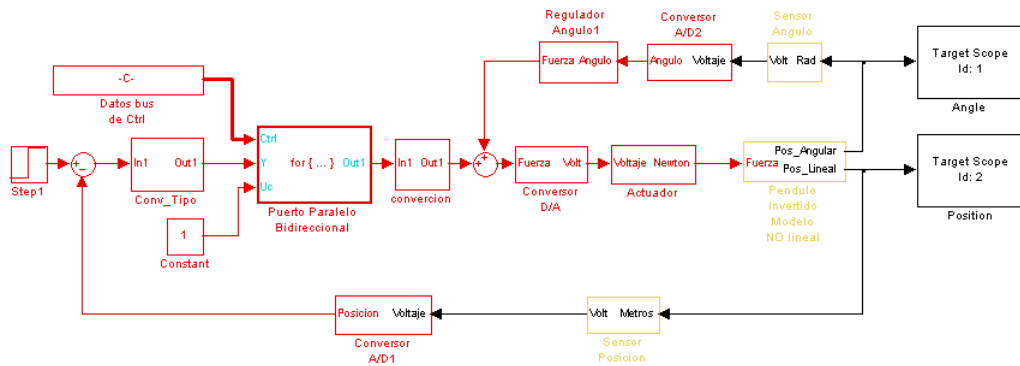 Regulador
Angulo1
Fuerza Angulo
Conversor
A/D2
Angulo Voltaje
Sensor
Angulo
Volt Rad
Target Scope
Id: 1
Angle
-C-
Datos bus
de Ctrl
Step1
In1 Out1
Conv_Tipo
Ctrl
Y
Uc
for { ... } Out1
Puerto Paralelo
Bidireccional
1
Constant
In1 Out1
convercion
Fuerza Volt
Conversor
D/A
Voltaje Newton
Actuador
Fuerza
Pos_Angular
Pos_Lineal
Pendulo
Invertido
Modelo
NO lineal
Target Scope
Id: 2
Position
Posicion Voltaje
Conversor
A/D1
Volt Metros
Sensor
Posicion